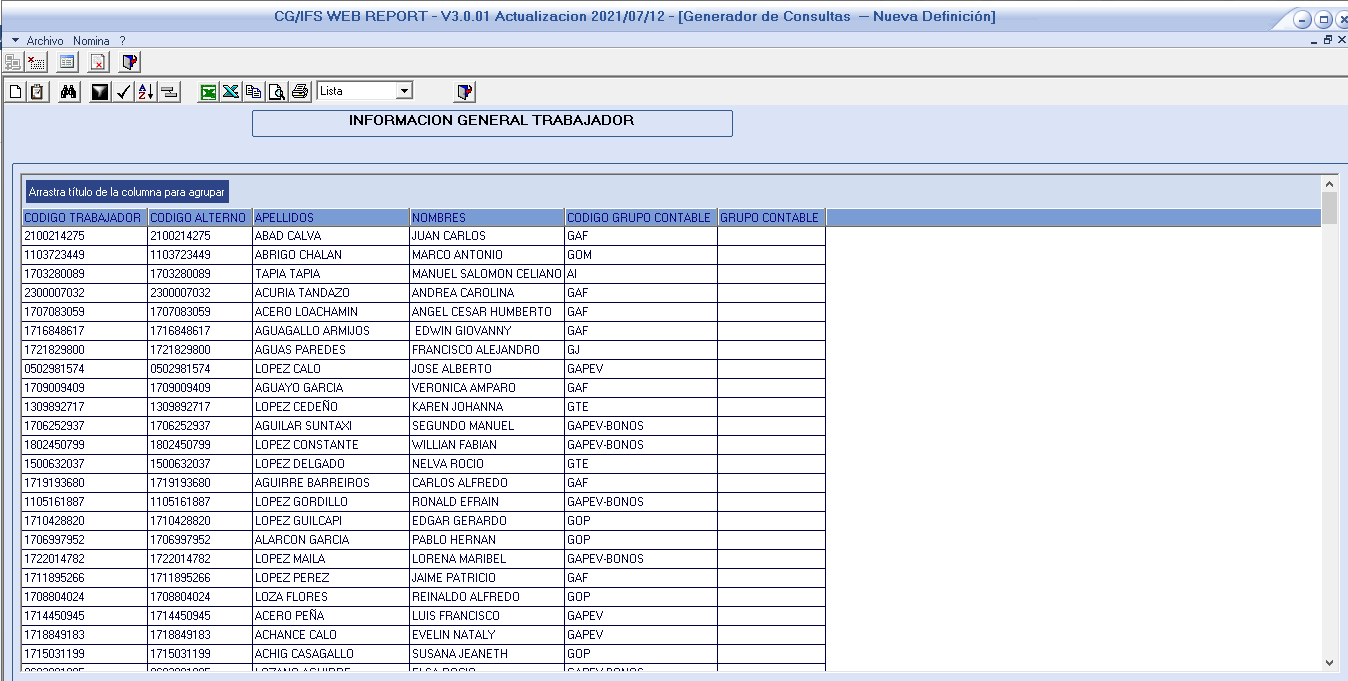 CG/IFS WEB REPORT - V3.0.01 Actualizacion 2021/07/12 - [Generador de Consultas — Nueva Definición]
Archivo Nomina ?
Lista
INFORMACION GENERAL TRABAJADOR
Arrastra título de la columna para agrupar
CODIGO TRABAJADOR CODIGO ALTERNO APELLIDOS NOMBRES CODIGO GRUPO CONTABLE GRUPO CONTABLE
2100214275 2100214275 ABAD CALVA JUAN CARLOS GAF
1103723449 1103723449 ABRIGO CHALAN MARCO ANTONIO GOM
1703280089 1703280089 TAPIA TAPIA MANUEL SALOMON CELIANO AI
2300007032 2300007032 ACURIA TANDAZO ANDREA CAROLINA GAF
1707083059 1707083059 ACERO LOACHAMIN ANGEL CESAR HUMBERTO GAF
1716848617 1716848617 AGUAGALLO ARMIJOS EDWIN GIOVANNY GAF
1721829800 1721829800 AGUAS PAREDES FRANCISCO ALEJANDRO GJ
0502981574 0502981574 LOPEZ CALO JOSE ALBERTO GAPEV
1709009409 1709009409 AGUAYO GARCIA VERONICA AMPARO GAF
1309892717 1309892717 LOPEZ CEDEÑO KAREN JOHANNA GTE
1706252937 1706252937 AGUILAR SUNTAXI SEGUNDO MANUEL GAPEV-BONOS
1802450799 1802450799 LOPEZ CONSTANTE WILLIAN FABIAN GAPEV-BONOS
1500632037 1500632037 LOPEZ DELGADO NELVA ROCIO GTE
1719193680 1719193680 AGUIRRE BARREIROS CARLOS ALFREDO GAF
1105161887 1105161887 LOPEZ GORDILLO RONALD EFRAIN GAPEV-BONOS
1710428820 1710428820 LOPEZ GUILCAPI EDGAR GERARDO GOP
1706997952 1706997952 ALARCON GARCIA PABLO HERNAN GOP
1722014782 1722014782 LOPEZ MAILA LORENA MARIBEL GAPEV-BONOS
1711895266 1711895266 LOPEZ PEREZ JAIME PATRICIO GAF
1708804024 1708804024 LOZA FLORES REINALDO ALFREDO GOP
1714450945 1714450945 ACERO PEÑA LUIS FRANCISCO GAPEV
1718849183 1718849183 ACHANCE CALO EVELIN NATALY GAPEV
1715031199 1715031199 ACHIG CASAGALLO SUSANA JEANETH GOP
LOZANO AGUIRRE ELSA ROCIO GAPEV-BONOS